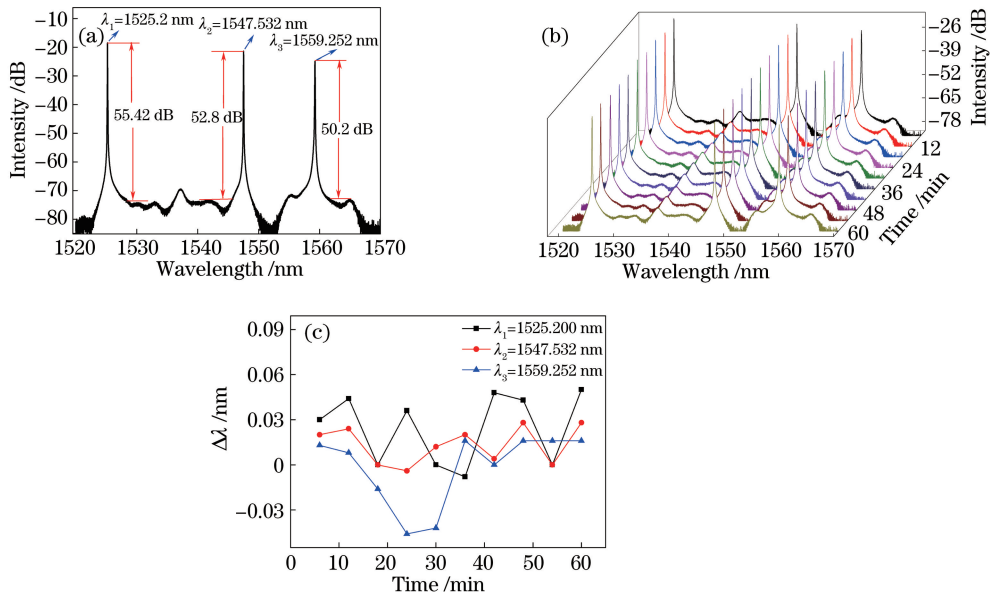 (a)
λ1=1525.2 nm
λ2=1547.532 nm
λ3=1559.252 nm
55.42 dB
52.8 dB
50.2 dB
−10
−20
−30
−40
−50
−60
−70
−80
Intensity /dB
1520 1530 1540 1550 1560 1570
Wavelength /nm
(b)
−26
−39
−52
−65
−78
Intensity /dB
12
24
36
48
60
Time /min
1520 1530 1540 1550 1560 1570
Wavelength /nm
(c)
λ1=1525.200 nm
λ2=1547.532 nm
λ3=1559.252 nm
0.09
0.06
0.03
0
−0.03
Δλ /nm
0 10 20 30 40 50 60
Time /min